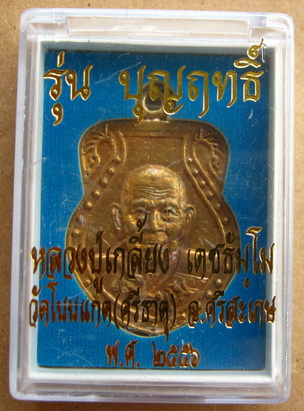 รุ่น บุญฤทธิ์
หลวงปู่เกลี้ยง เตชธัมฺโม
วัดโนนแกด(ศรีธาตุ) จ.ศรีสะเกษ
พ.ศ. ๒๕๕๖